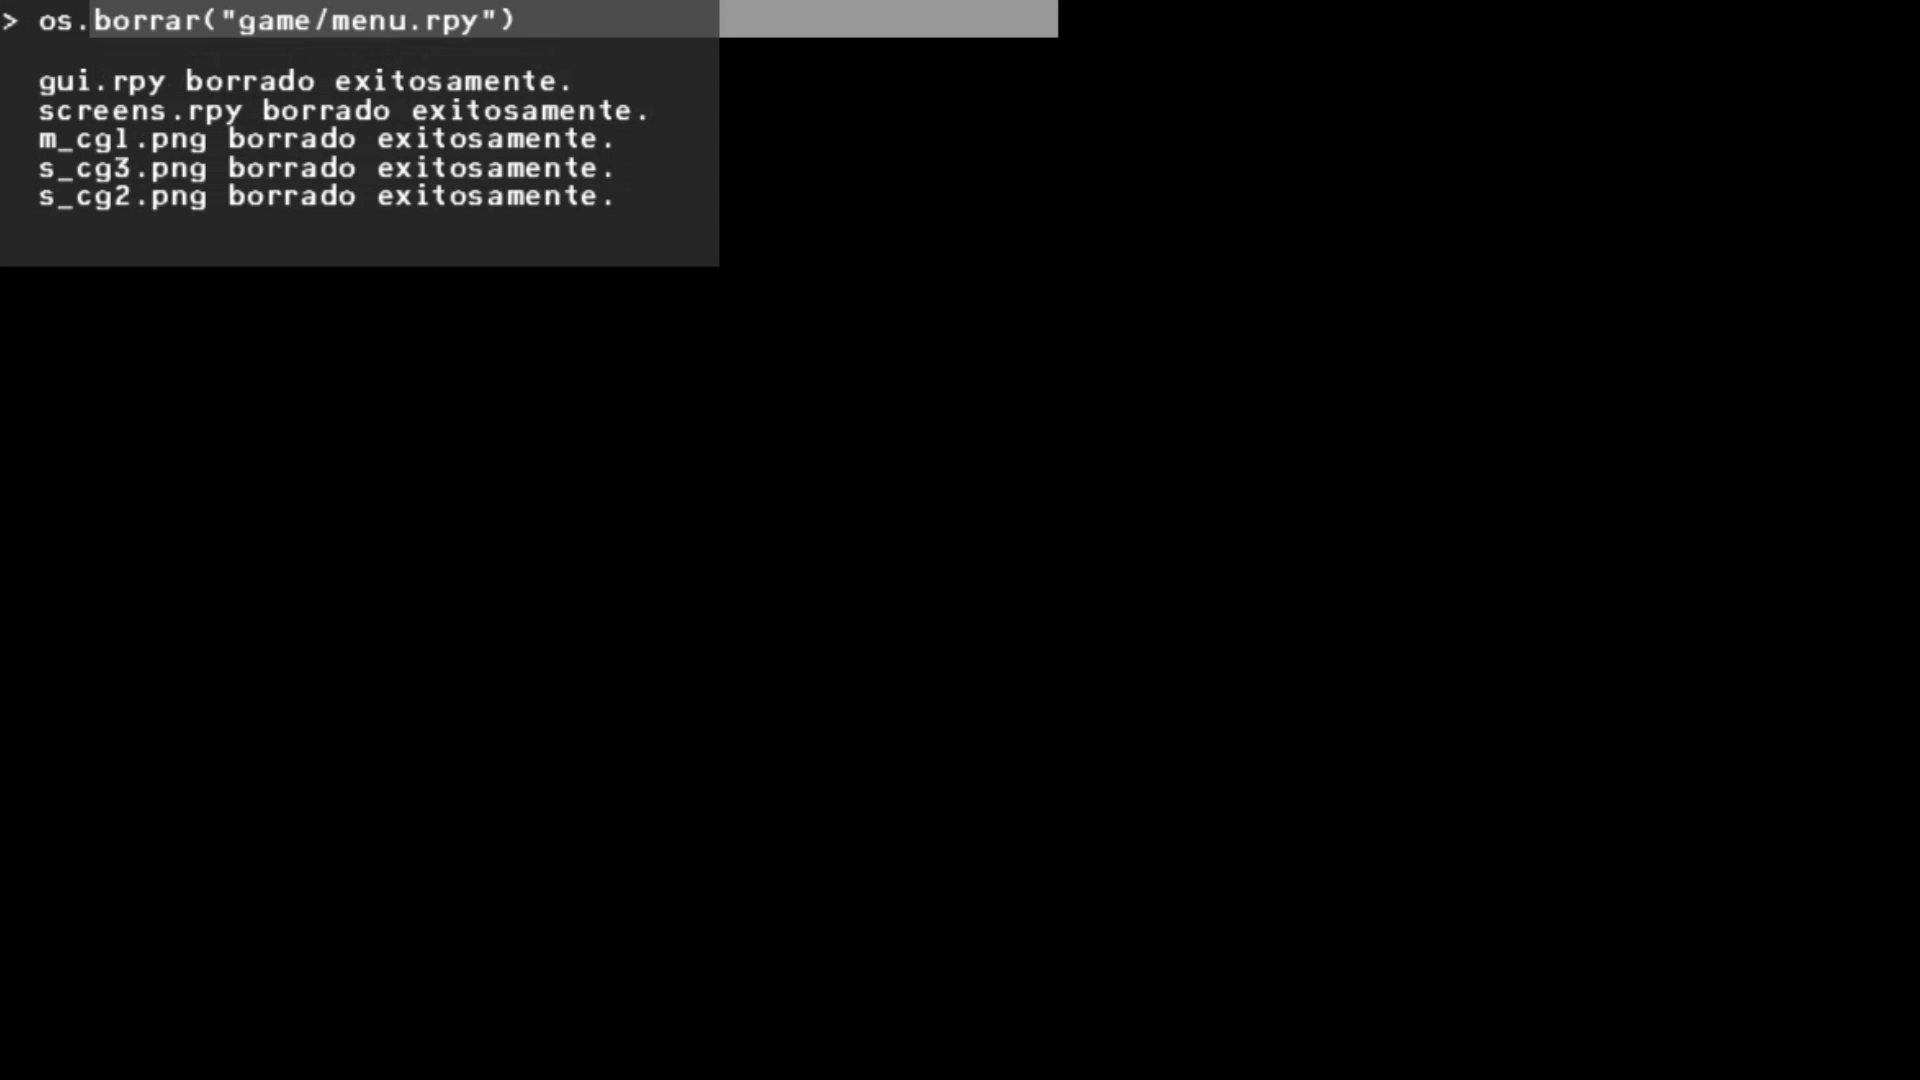 > os.borrar("game/menu.rpy")
gui.rpy borrado exitosamente.
screens.rpy borrado exitosamente.
m_cg1.png borrado exitosamente.
s_cg3.png borrado exitosamente.
s_cg2.png borrado exitosamente.